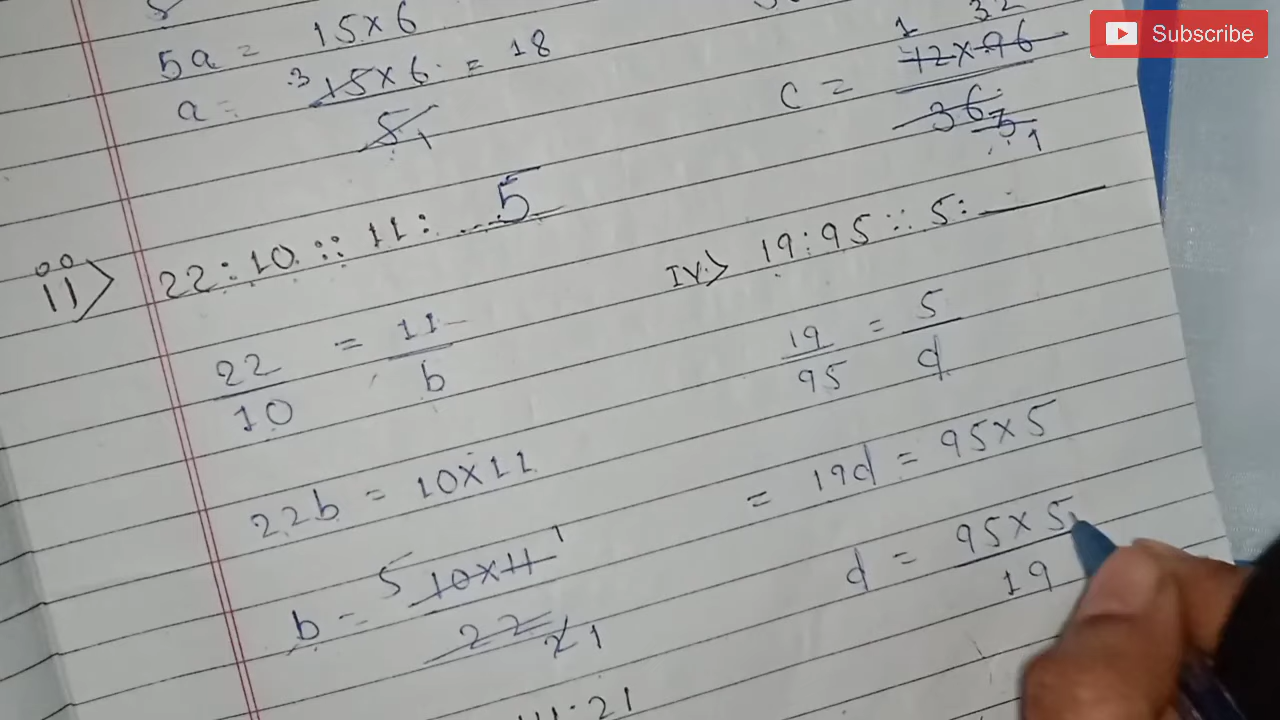 5a = 15×6
a = 3 15×6 = 18
5 1
1 32
c = 12×96
36 3
1
Subscribe
ii> 22:10::11: ... 5
22 = 11
10 b
22b = 10×11
b = 5 10×11 1
22 2 1
IV.> 19:95::5:
19 = 5
95 d
= 19d = 95×5
d = 95×5
19
:21